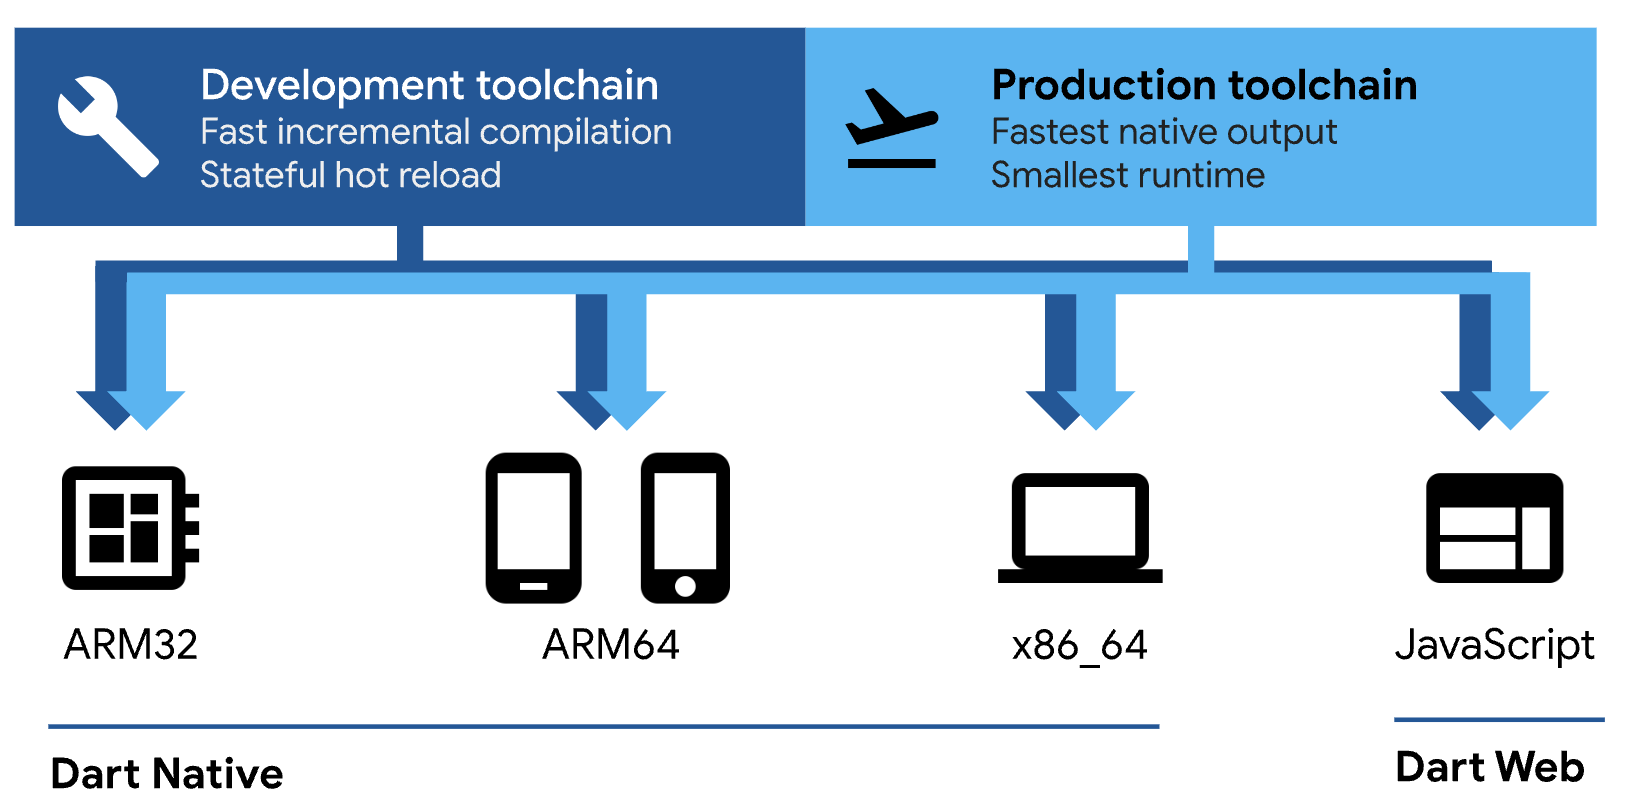 Development toolchain
Fast incremental compilation
Stateful hot reload
Production toolchain
Fastest native output
Smallest runtime
ARM32
ARM64
x86_64
JavaScript
Dart Native
Dart Web